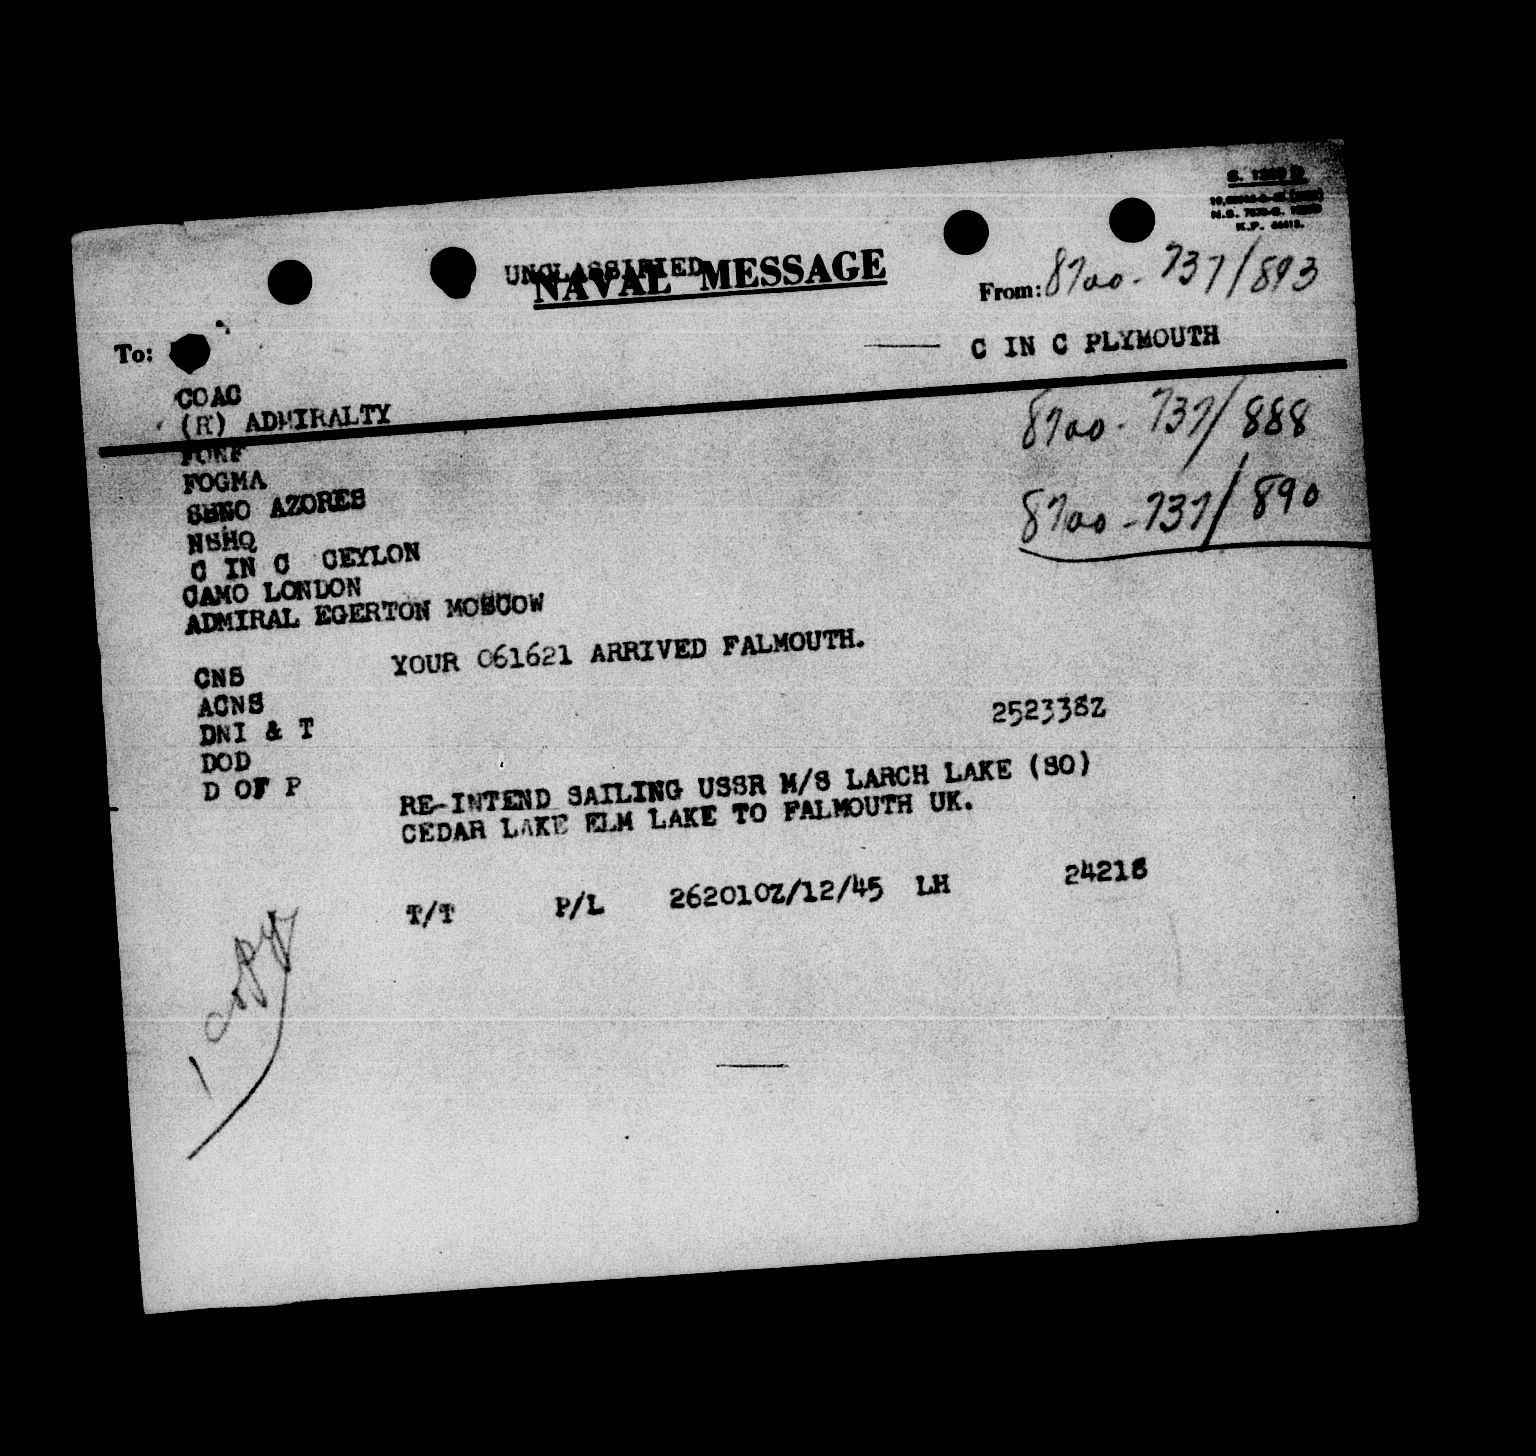 UNCLASSIFIED
NAVAL MESSAGE
From: 8700-737/893
To:
C IN C PLYMOUTH
COAC
(R) ADMIRALTY
8700-737/888
FOGMA
SBNO AZORES
8700-737/890
NSHQ
C IN C CEYLON
CAMO LONDON
ADMIRAL EGERTON MOSCOW
YOUR 061621 ARRIVED FALMOUTH.
CNS
ACNS
252338Z
DNI & T
DOD
D OF P
RE-INTEND SAILING USSR M/S LARCH LAKE (SO)
CEDAR LAKE ELM LAKE TO FALMOUTH UK.
T/T P/L 262010Z/12/45 LH 24218
1 copy